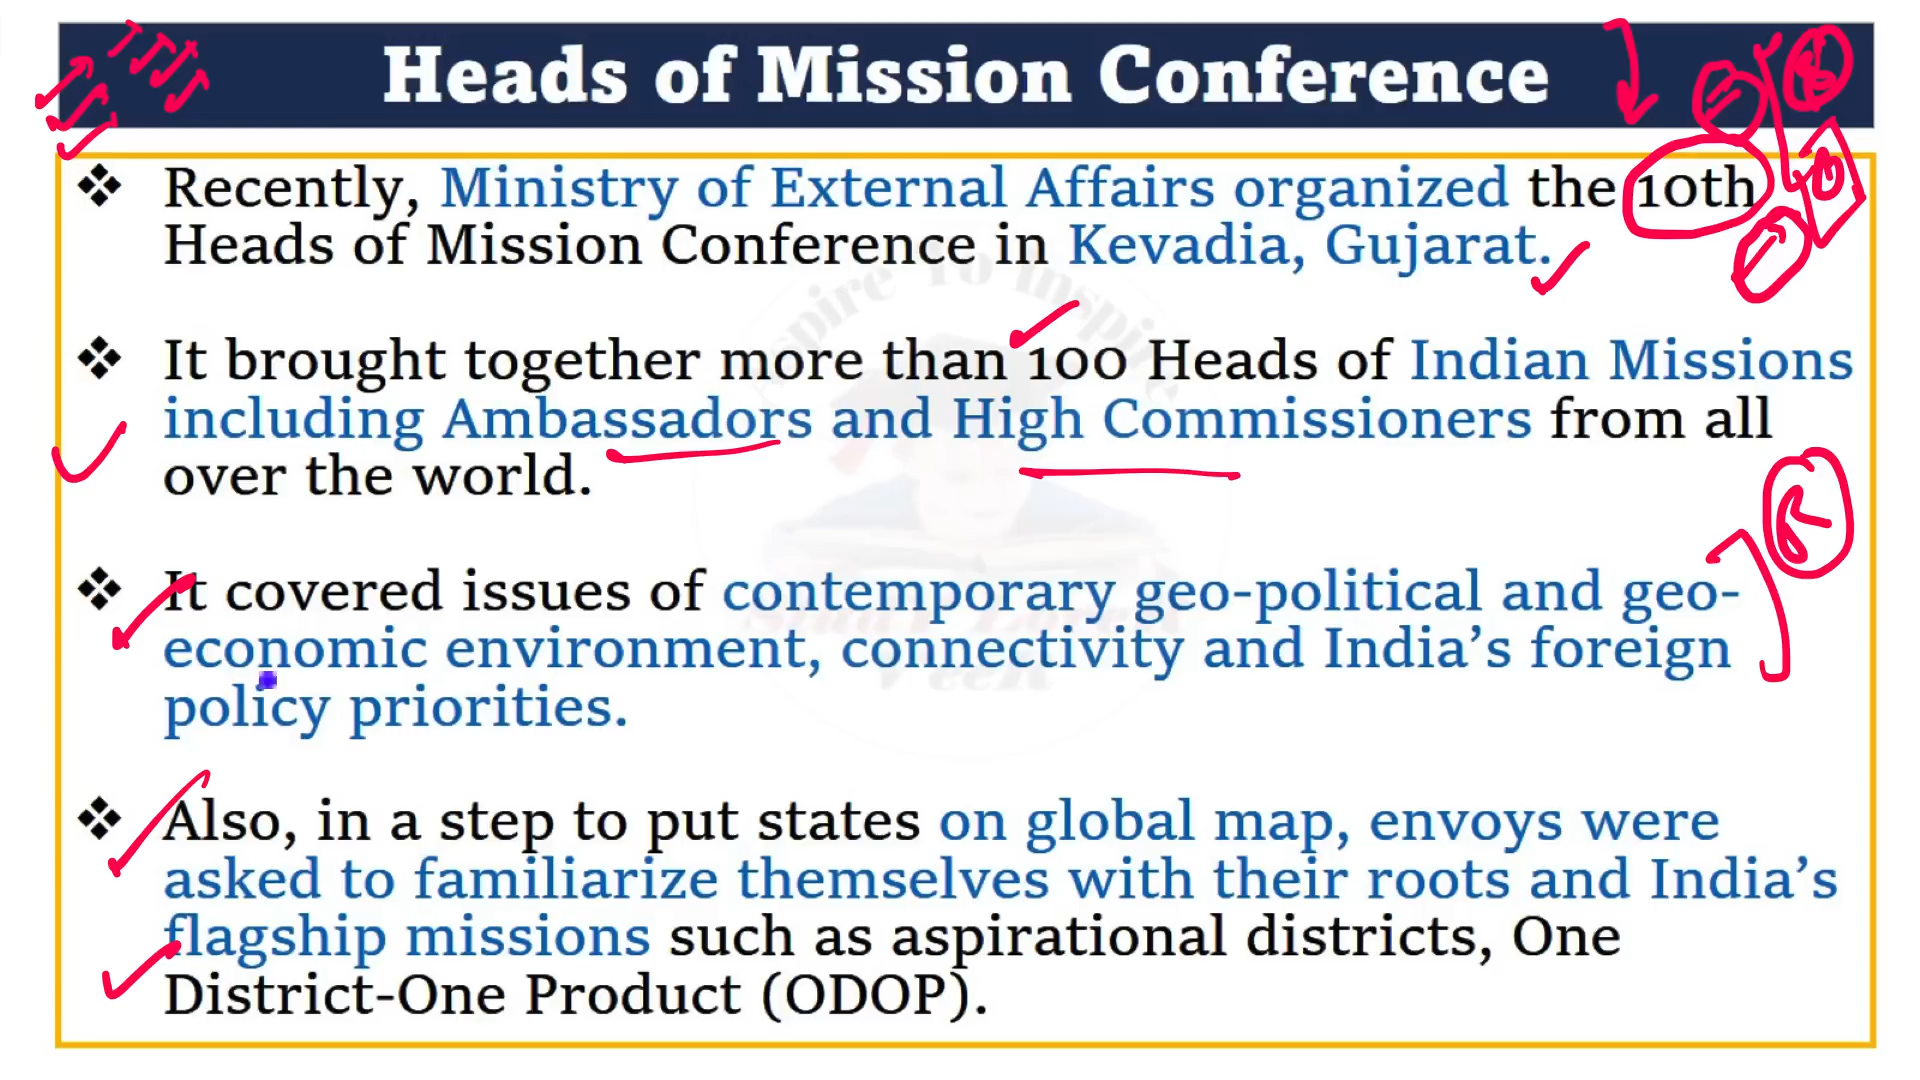 Heads of Mission Conference
❖ Recently, Ministry of External Affairs organized the 10th
Heads of Mission Conference in Kevadia, Gujarat.
❖ It brought together more than 100 Heads of Indian Missions
including Ambassadors and High Commissioners from all
over the world.
❖ It covered issues of contemporary geo-political and geo-
economic environment, connectivity and India's foreign
policy priorities.
❖ Also, in a step to put states on global map, envoys were
asked to familiarize themselves with their roots and India's
flagship missions such as aspirational districts, One
District-One Product (ODOP).